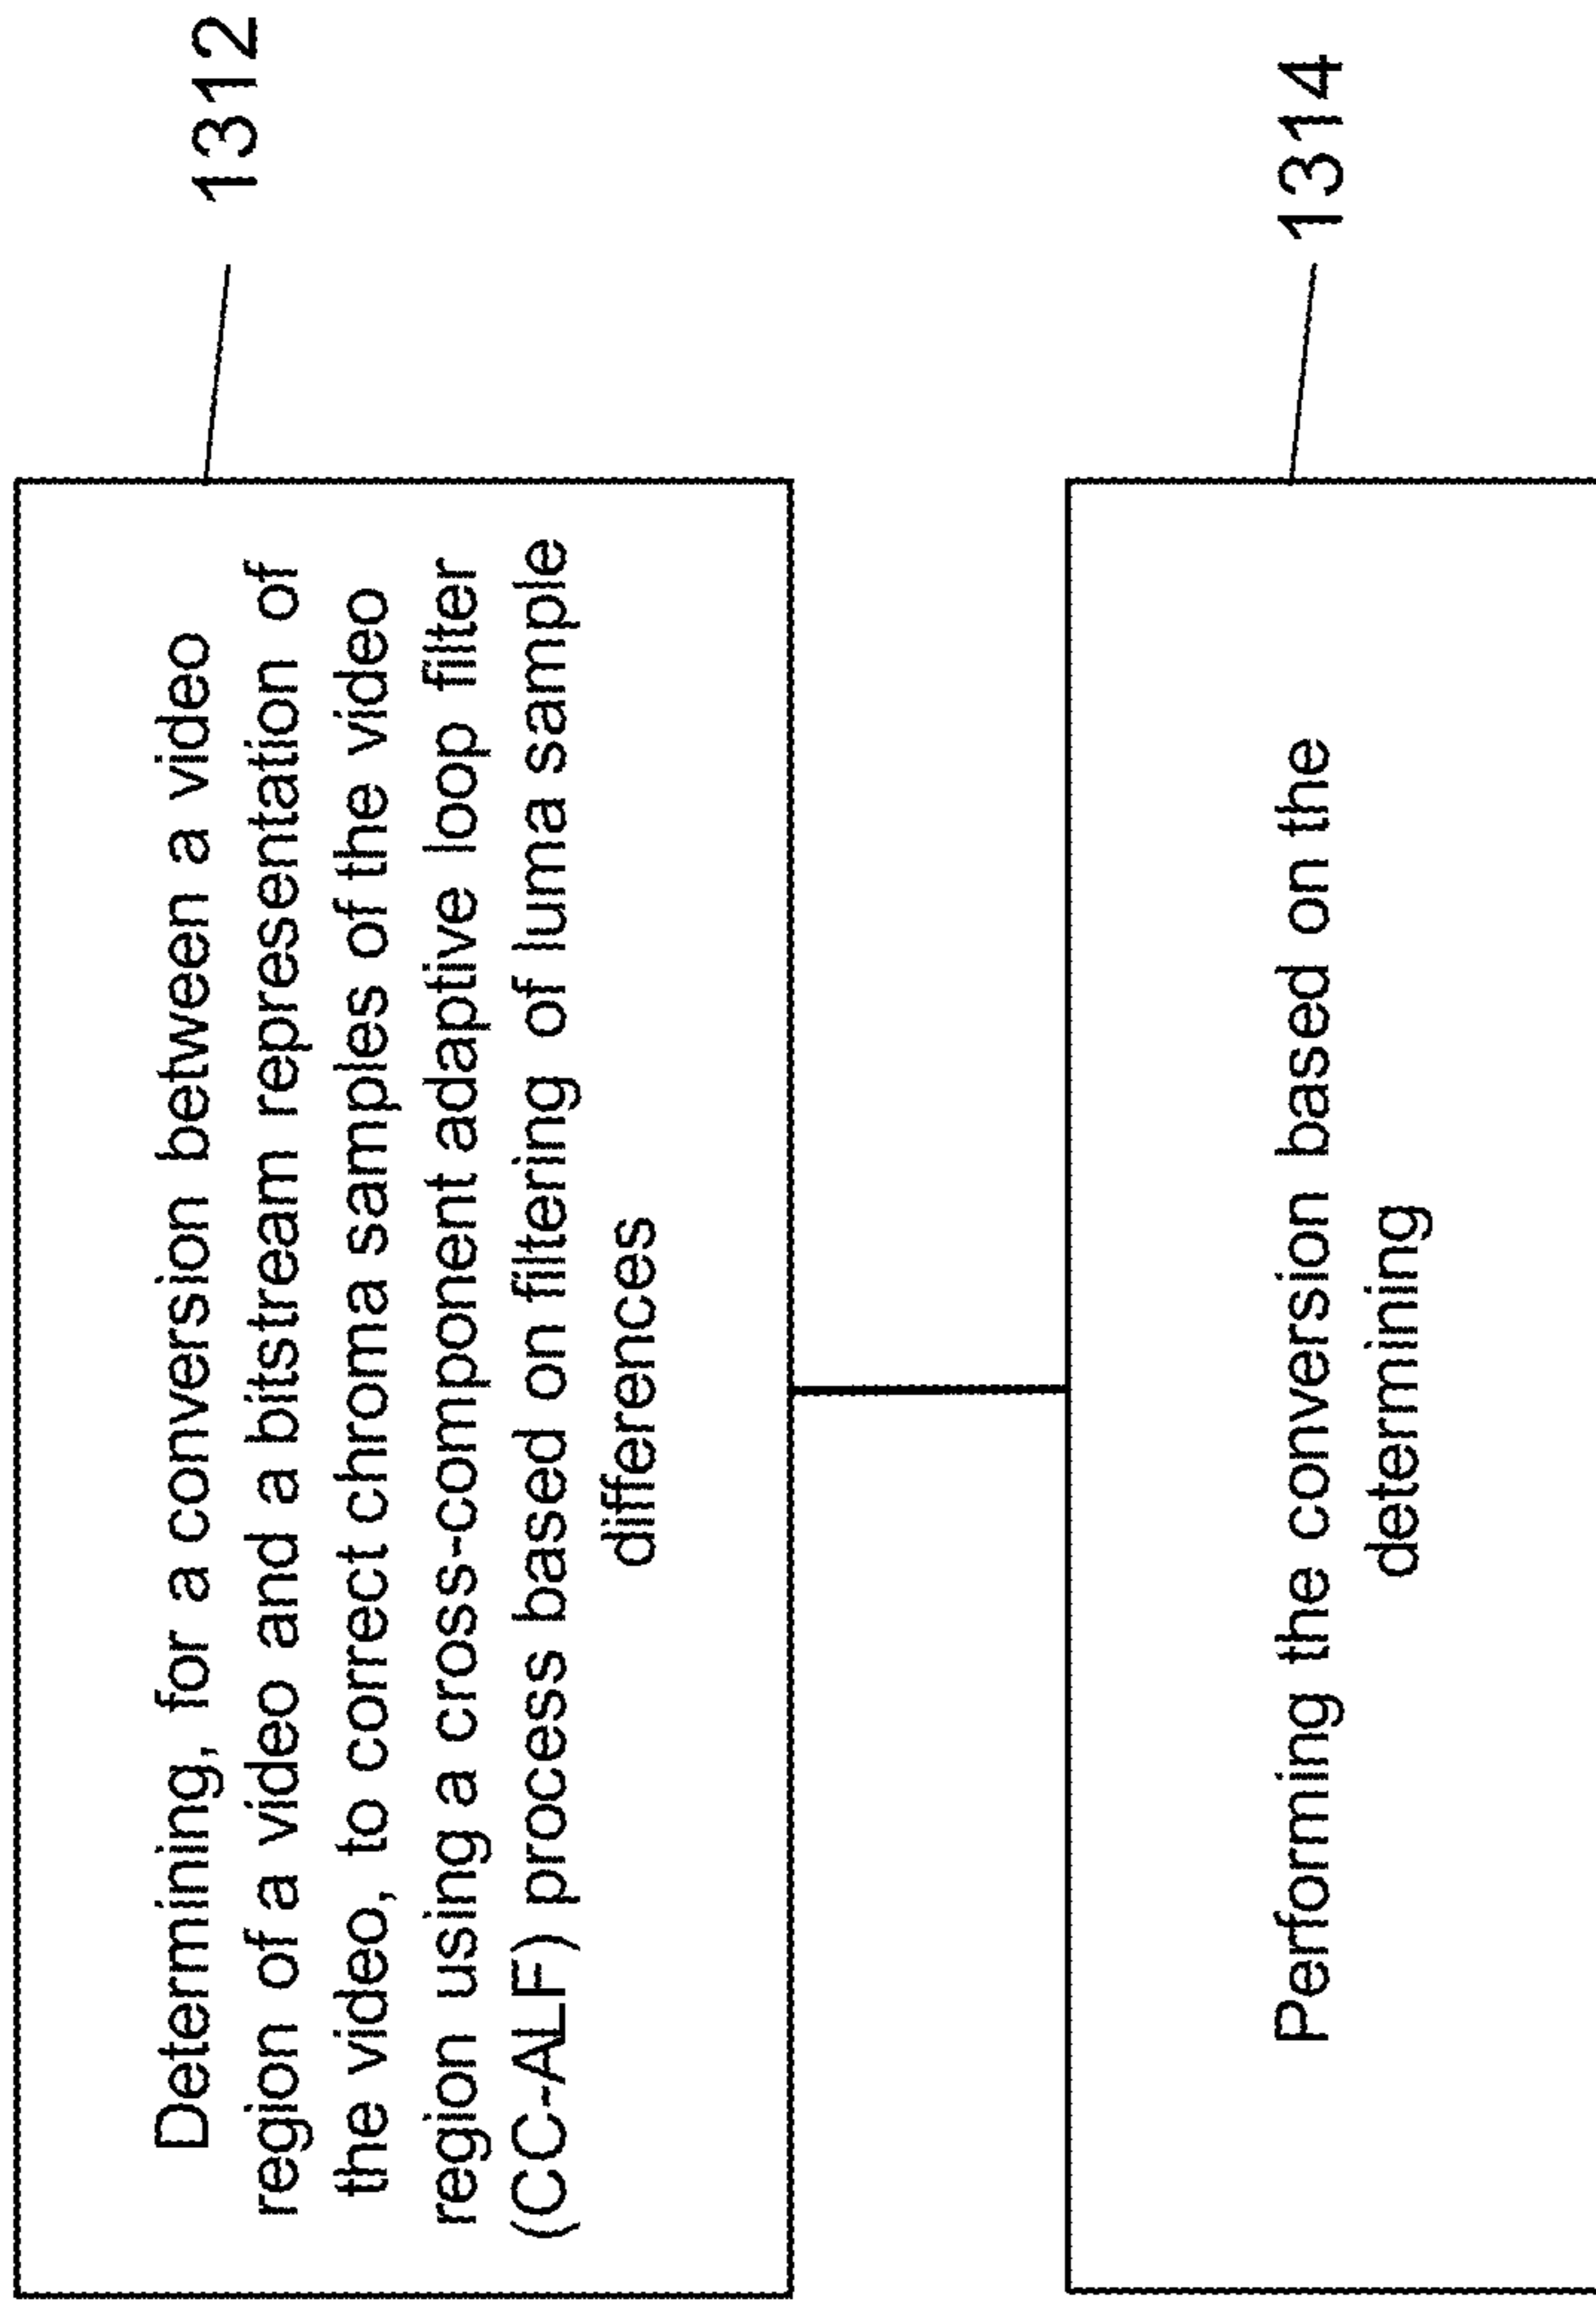 Determining, for a conversion between a video
region of a video and a bitstream representation of
the video, to correct chroma samples of the video
region using a cross-component adaptive loop filter
(CC-ALF) process based on filtering of luma sample
differences
1312
Performing the conversion based on the
determining
1314